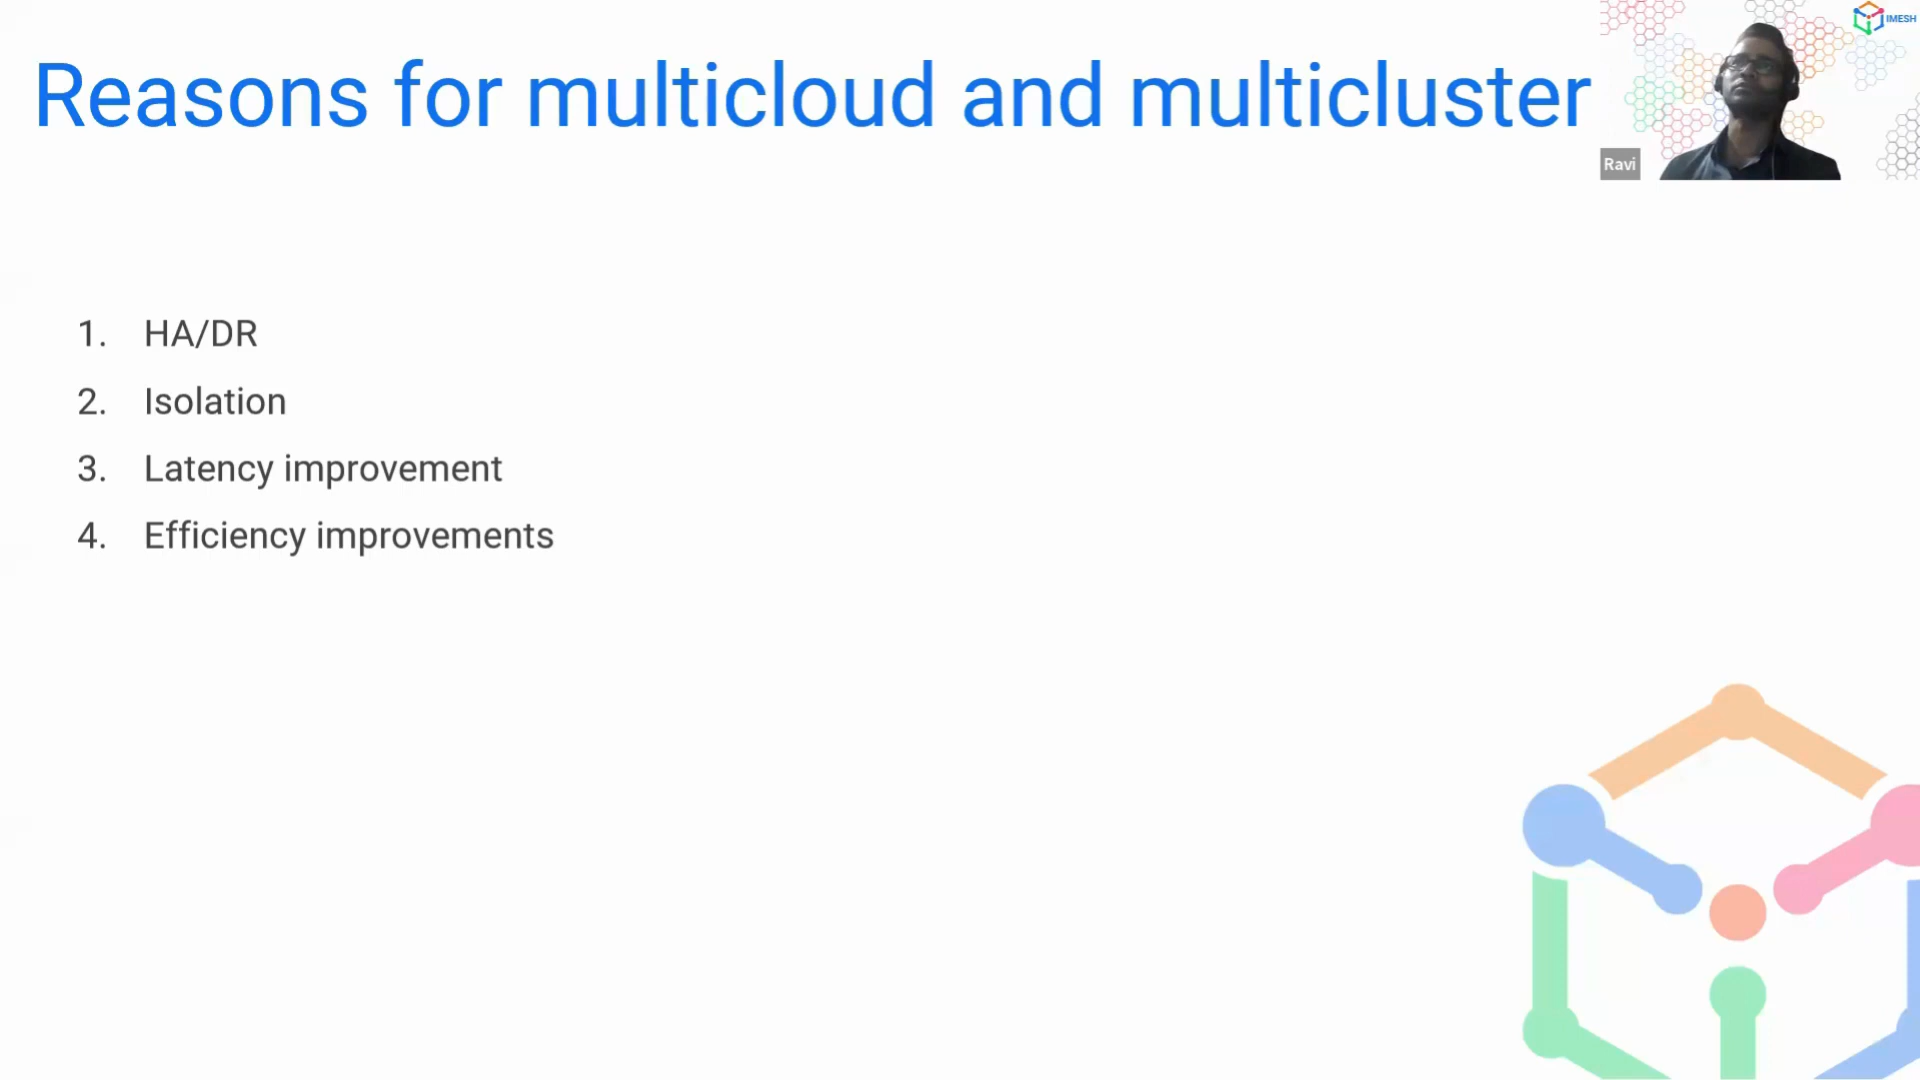 Reasons for multicloud and multicluster
IMESH
Ravi
1. HA/DR
2. Isolation
3. Latency improvement
4. Efficiency improvements